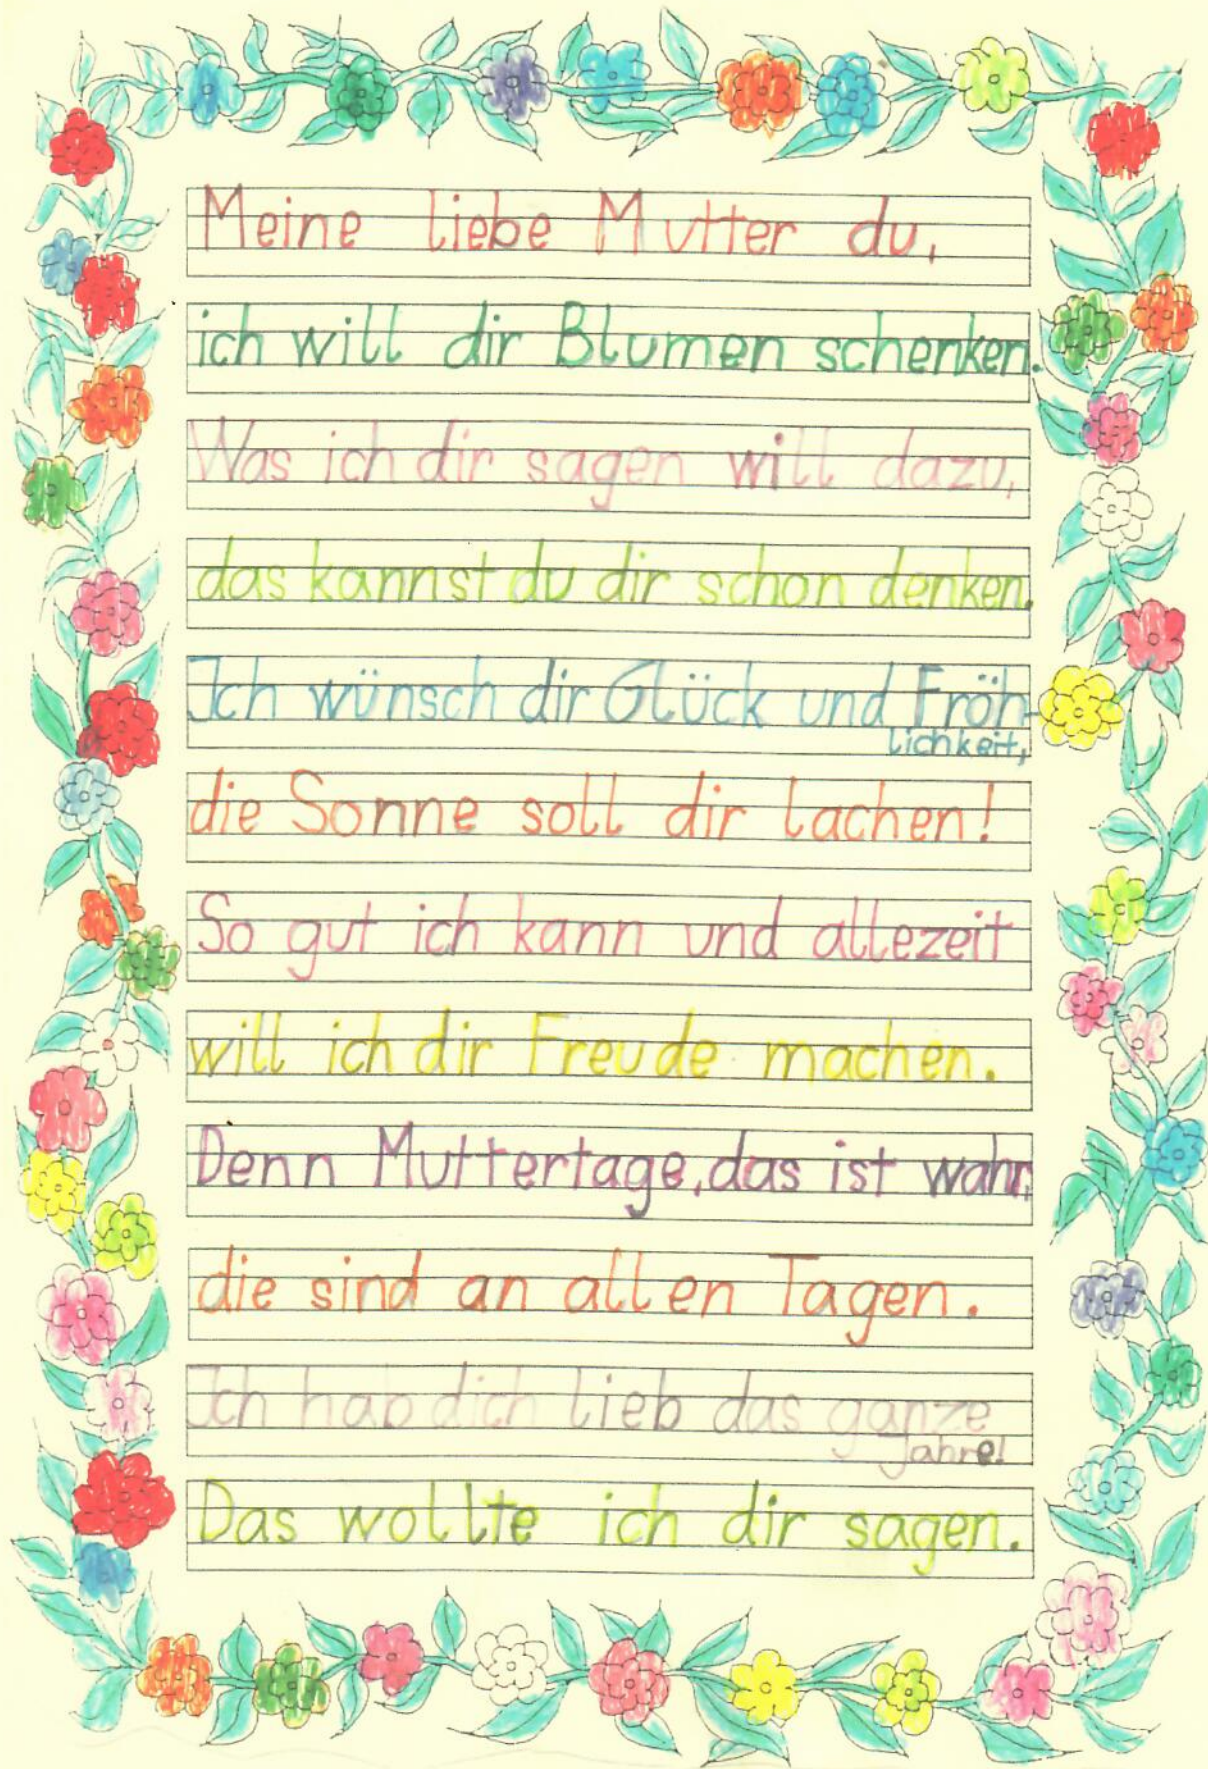 Meine liebe Mutter du,
ich will dir Blumen schenken.
Was ich dir sagen will dazu,
das kannst du dir schon denken.
Ich wünsch dir Glück und Fröh-
lichkeit,
die Sonne soll dir lachen!
So gut ich kann und allezeit
will ich dir Freude machen.
Denn Muttertage, das ist wahr,
die sind an allen Tagen.
Ich hab dich lieb das ganze
Jahre!
Das wollte ich dir sagen.